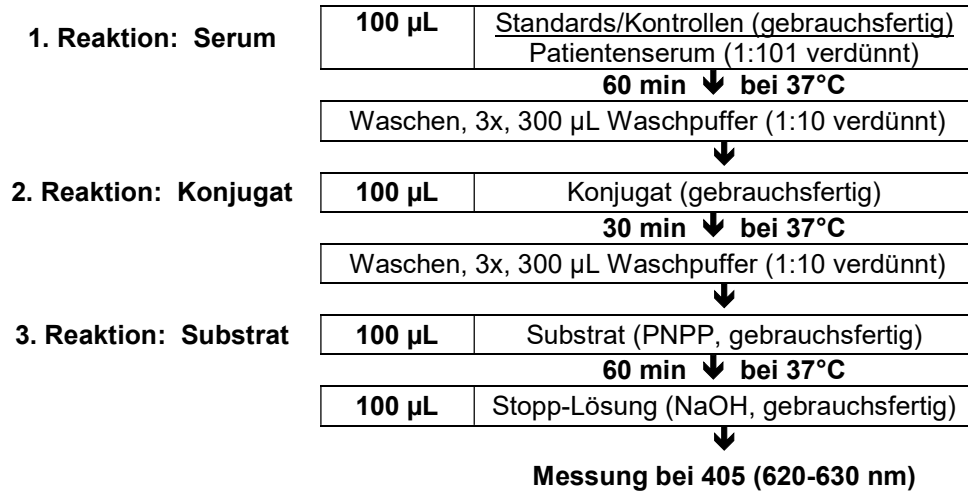 1. Reaktion: Serum
100 µL
Standards/Kontrollen (gebrauchsfertig)
Patientenserum (1:101 verdünnt)
60 min 🡻 bei 37°C
Waschen, 3x, 300 µL Waschpuffer (1:10 verdünnt)
2. Reaktion: Konjugat
100 µL
Konjugat (gebrauchsfertig)
30 min 🡻 bei 37°C
Waschen, 3x, 300 µL Waschpuffer (1:10 verdünnt)
3. Reaktion: Substrat
100 µL
Substrat (PNPP, gebrauchsfertig)
60 min 🡻 bei 37°C
100 µL
Stopp-Lösung (NaOH, gebrauchsfertig)
Messung bei 405 (620-630 nm)